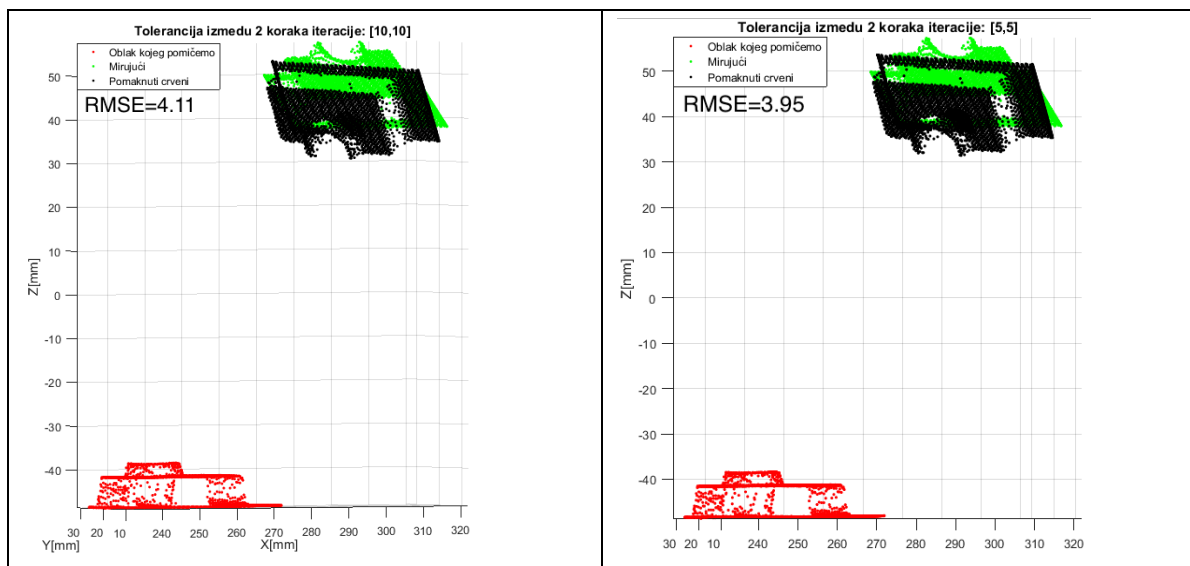 Tolerancija izmedu 2 koraka iteracije: [10,10]
Oblak kojeg pomičemo
Mirujući
Pomaknuti crveni
RMSE=4.11
50
40
30
20
10
0
-10
-20
-30
-40
Z[mm]
30 20 10 240 250 260 270 280 290 300 310 320
Y[mm] X[mm]
Tolerancija izmedu 2 koraka iteracije: [5,5]
Oblak kojeg pomičemo
Mirujući
Pomaknuti crveni
RMSE=3.95
50
40
30
20
10
0
-10
-20
-30
-40
Z[mm]
30 20 10 240 250 260 270 280 290 300 310 320